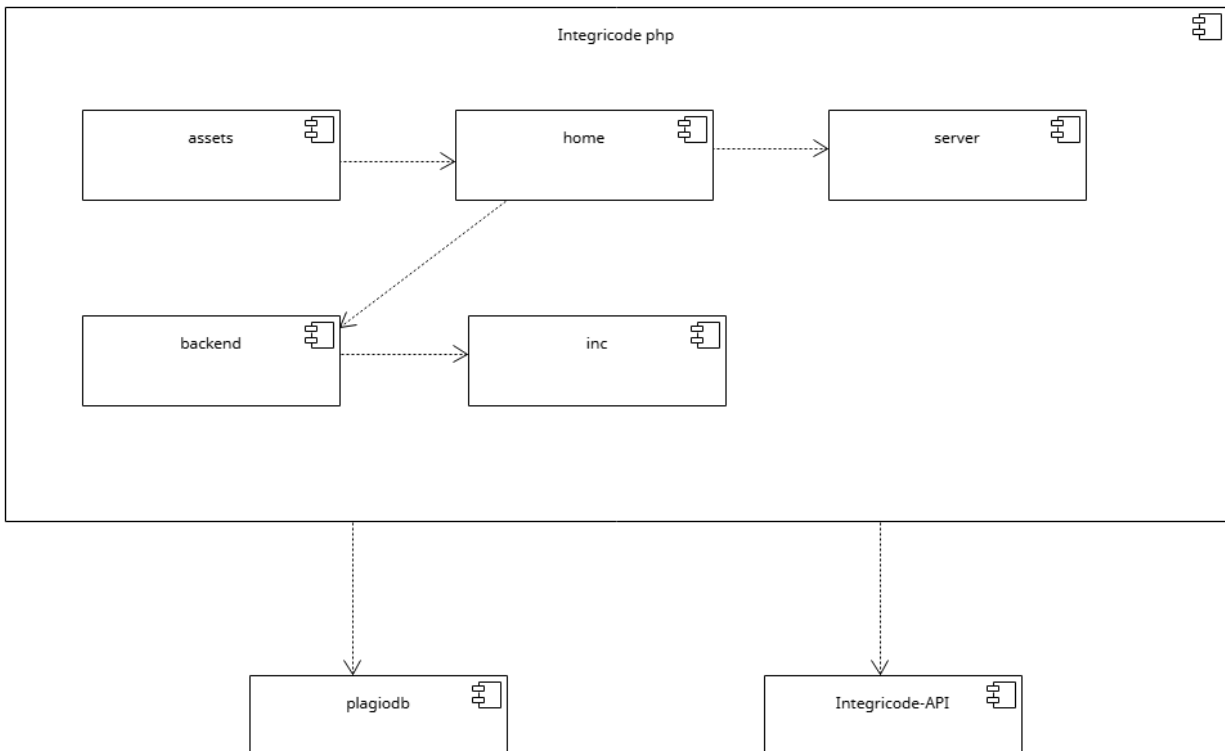 Integricode php
assets
home
server
backend
inc
plagiodb
Integricode-API